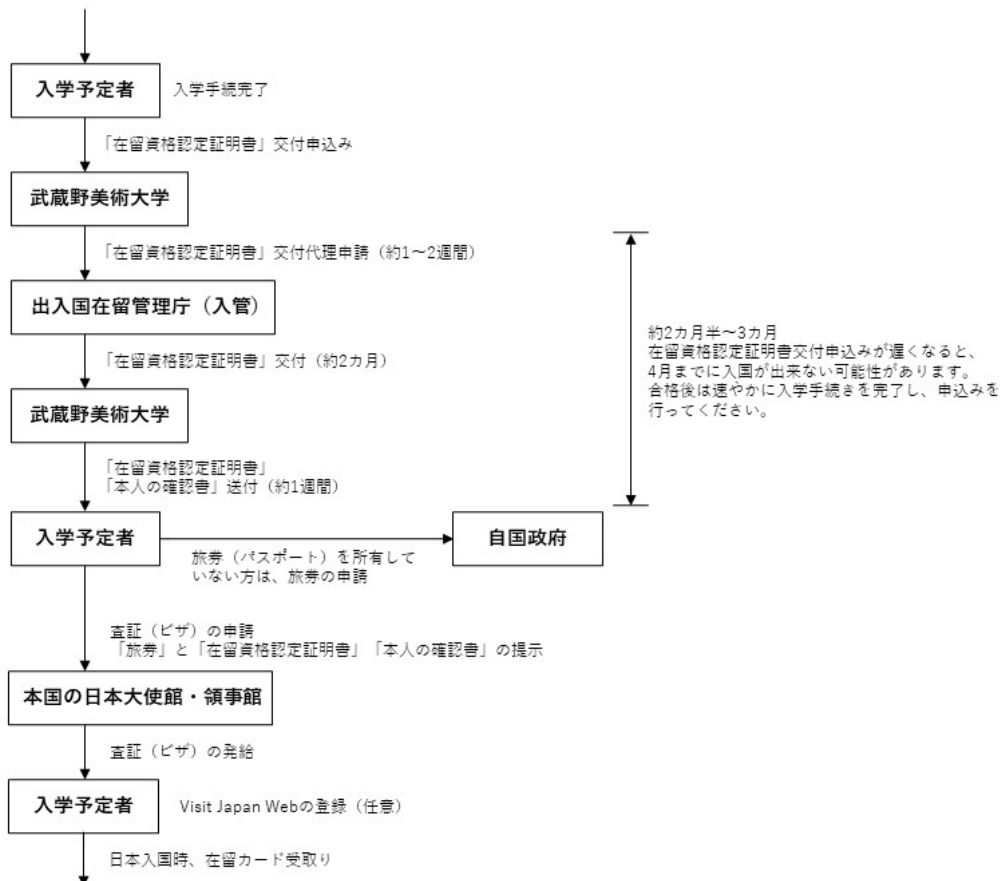 入学予定者
入学手続完了
「在留資格認定証明書」交付申込み
武蔵野美術大学
「在留資格認定証明書」交付代理申請（約1～2週間）
出入国在留管理庁（入管）
「在留資格認定証明書」交付（約2カ月）
武蔵野美術大学
約2カ月半～3カ月
在留資格認定証明書交付申込みが遅くなると、
4月までに入国が出来ない可能性があります。
合格後は速やかに入学手続きを完了し、申込みを
行ってください。
「在留資格認定証明書」
「本人の確認書」送付（約1週間）
入学予定者
自国政府
旅券（パスポート）を所有して
いない方は、旅券の申請
査証（ビザ）の申請
「旅券」と「在留資格認定証明書」「本人の確認書」の提示
本国の日本大使館・領事館
査証（ビザ）の発給
入学予定者
Visit Japan Webの登録（任意）
日本入国時、在留カード受取り